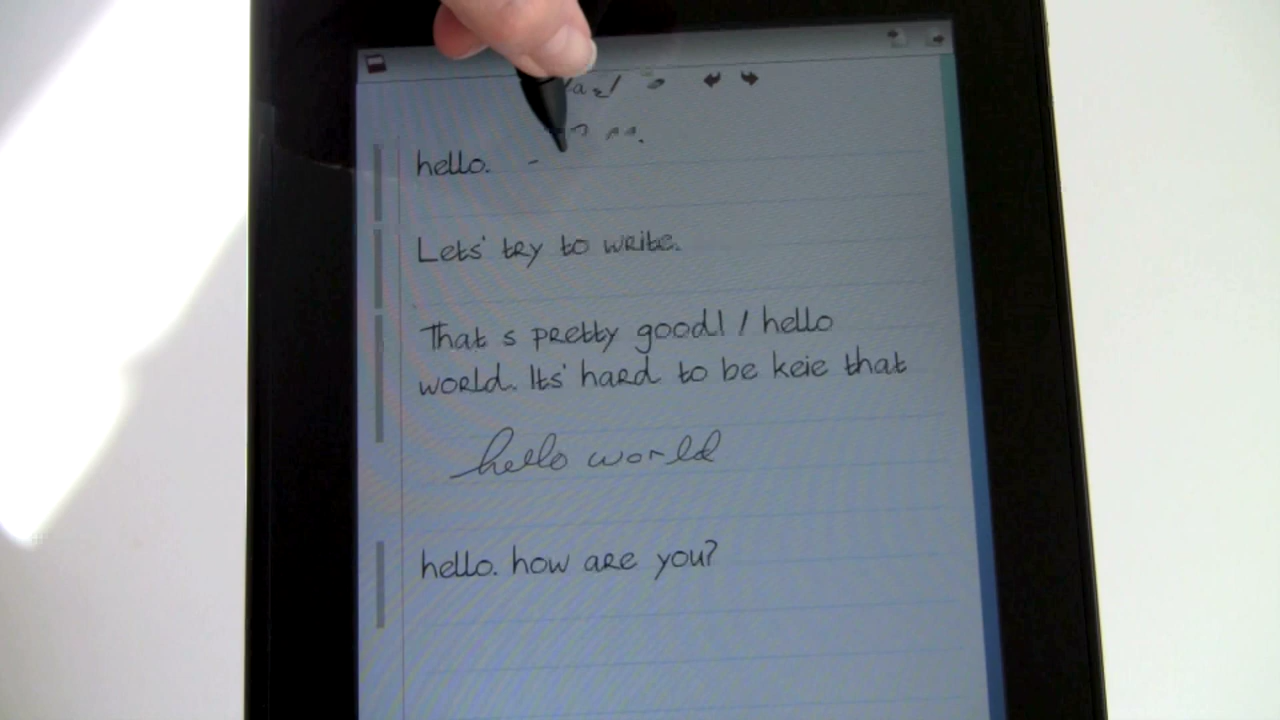 hello.
Lets' try to write.
That s pretty good! / hello
world. Its' hard to be keie that
hello world
hello. how are you?